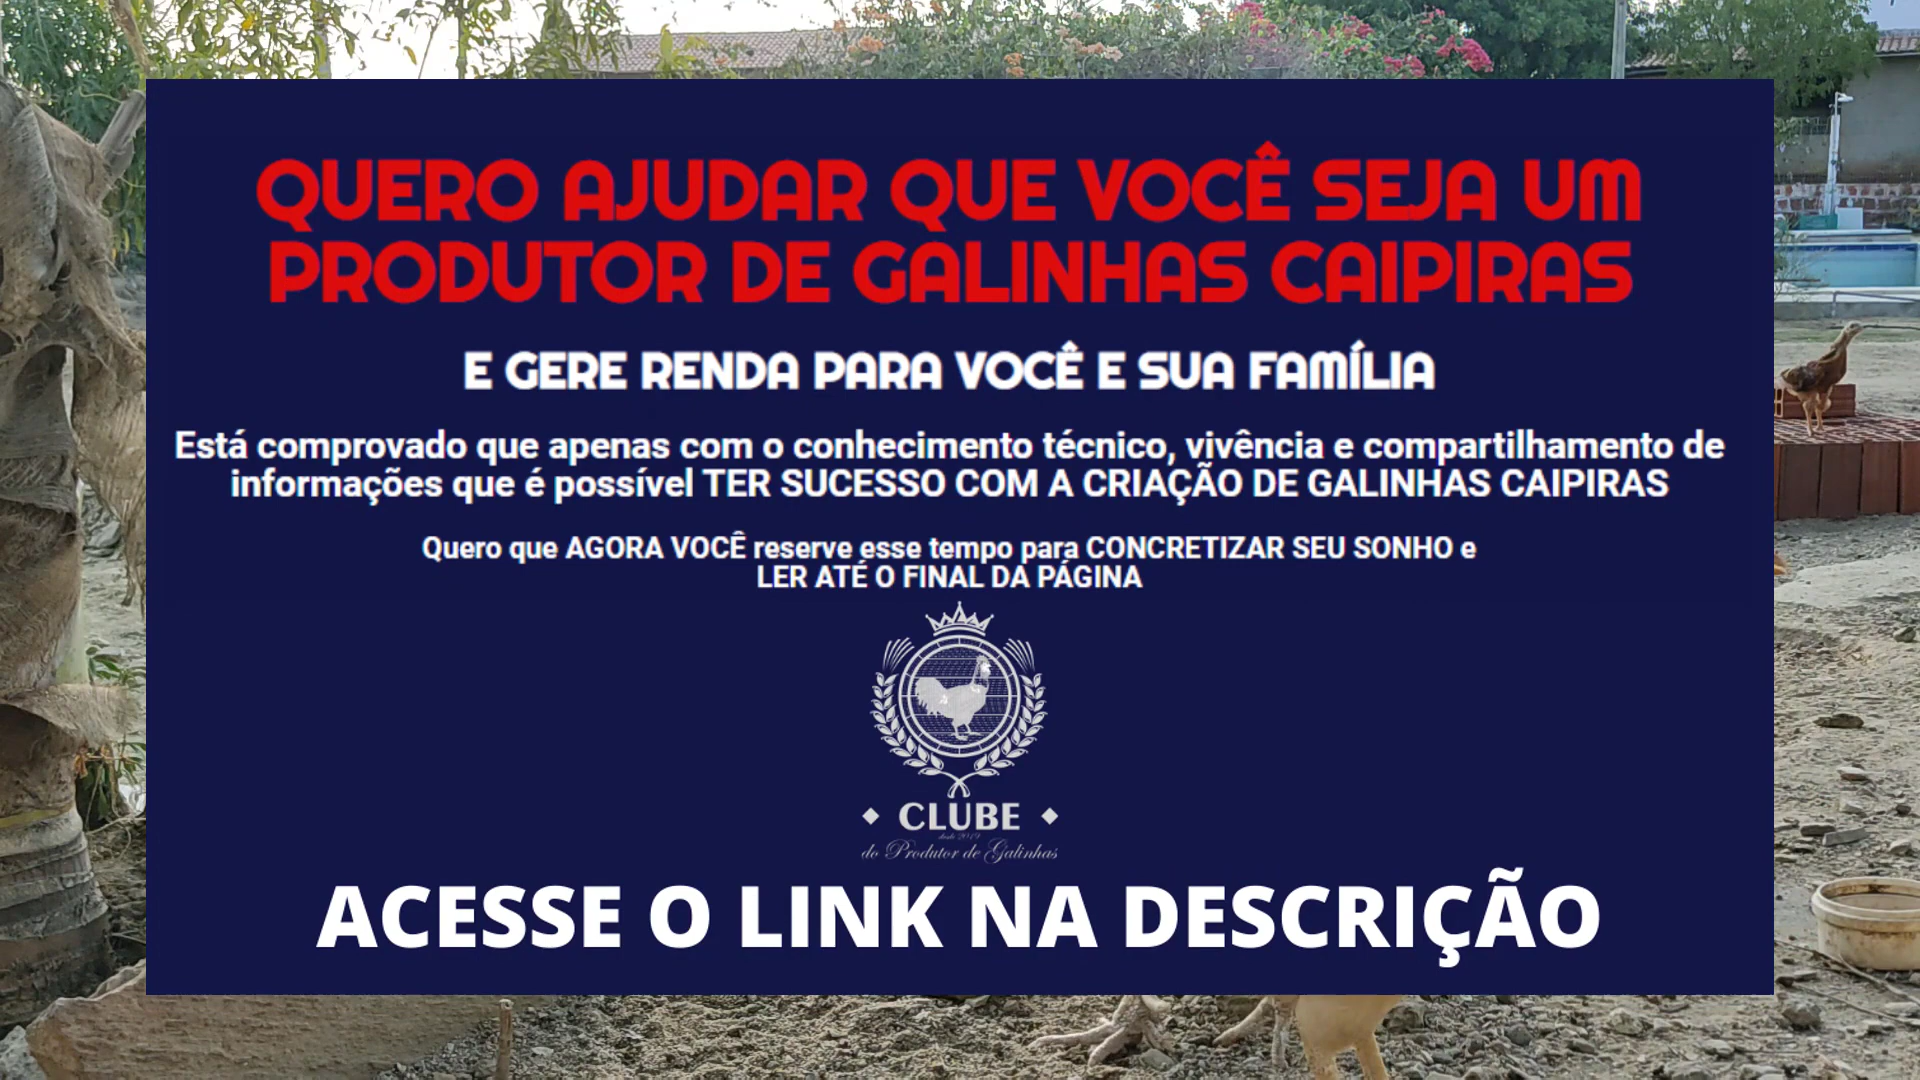 QUERO AJUDAR QUE VOCÊ SEJA UM
PRODUTOR DE GALINHAS CAIPIRAS
E GERE RENDA PARA VOCÊ E SUA FAMÍLIA
Está comprovado que apenas com o conhecimento técnico, vivência e compartilhamento de
informações que é possível TER SUCESSO COM A CRIAÇÃO DE GALINHAS CAIPIRAS
Quero que AGORA VOCÊ reserve esse tempo para CONCRETIZAR SEU SONHO e
LER ATÉ O FINAL DA PÁGINA
CLUBE
desde 2019
do Produtor de Galinhas
ACESSE O LINK NA DESCRIÇÃO